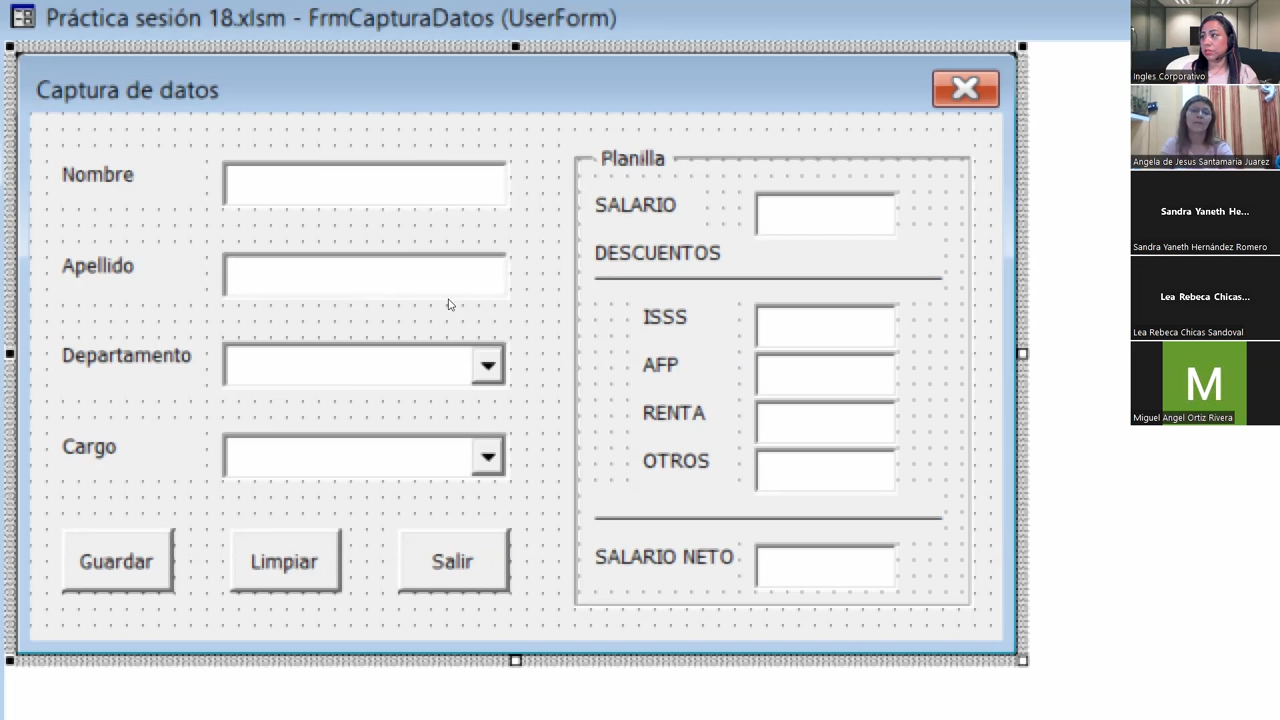 Práctica sesión 18.xlsm - FrmCapturaDatos (UserForm)
Captura de datos
Nombre
Apellido
Departamento
Cargo
Guardar
Limpiar
Salir
Planilla
SALARIO
DESCUENTOS
ISSS
AFP
RENTA
OTROS
SALARIO NETO
Ingles Corporativo
Angela de Jesus Santamaria Juarez
Sandra Yaneth He...
Sandra Yaneth Hernández Romero
Lea Rebeca Chicas...
Lea Rebeca Chicas Sandoval
M
Miguel Angel Ortiz Rivera